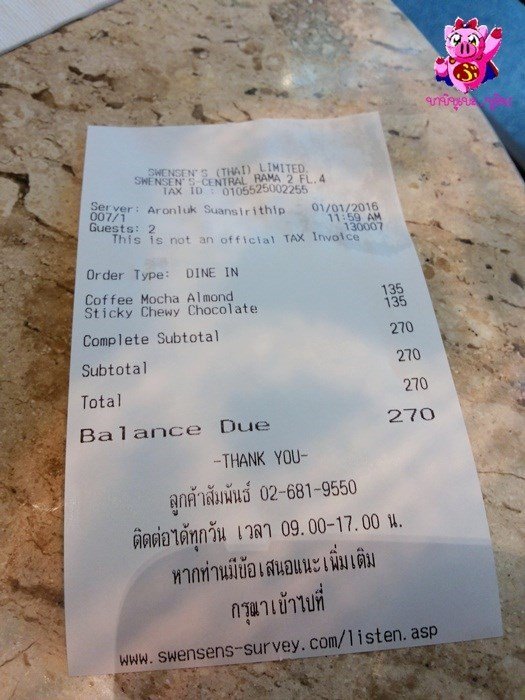 SWENSEN'S (THAI) LIMITED.
SWENSEN'S-CENTRAL RAMA 2 FL.4
TAX ID : 0105525002255
Server: Aronluk Suansirithip 01/01/2016
007/1 11:59 AM
Guests: 2 130007
This is not an official TAX Invoice
Order Type: DINE IN
Coffee Mocha Almond 135
Sticky Chewy Chocolate 135
Complete Subtotal 270
Subtotal 270
Total 270
Balance Due 270
-THANK YOU-
ลูกค้าสัมพันธ์ 02-681-9550
ติดต่อได้ทุกวัน เวลา 09.00-17.00 น.
หากท่านมีข้อเสนอแนะเพิ่มเติม
กรุณาเข้าไปที่
www.swensens-survey.com/listen.asp